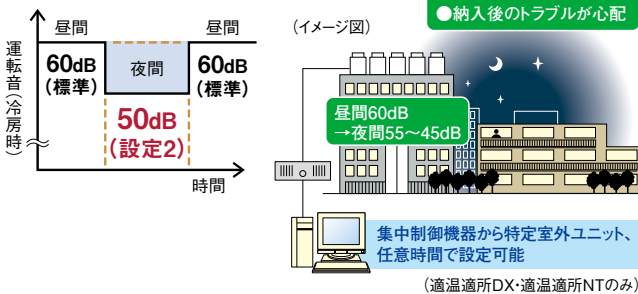 運転音(冷房時)
昼間
昼間
60dB
(標準)
夜間
60dB
(標準)
50dB
(設定2)
時間
●納入後のトラブルが心配
(イメージ図)
昼間60dB
→夜間55〜45dB
集中制御機器から特定室外ユニット、
任意時間で設定可能
(適温適所DX・適温適所NTのみ)